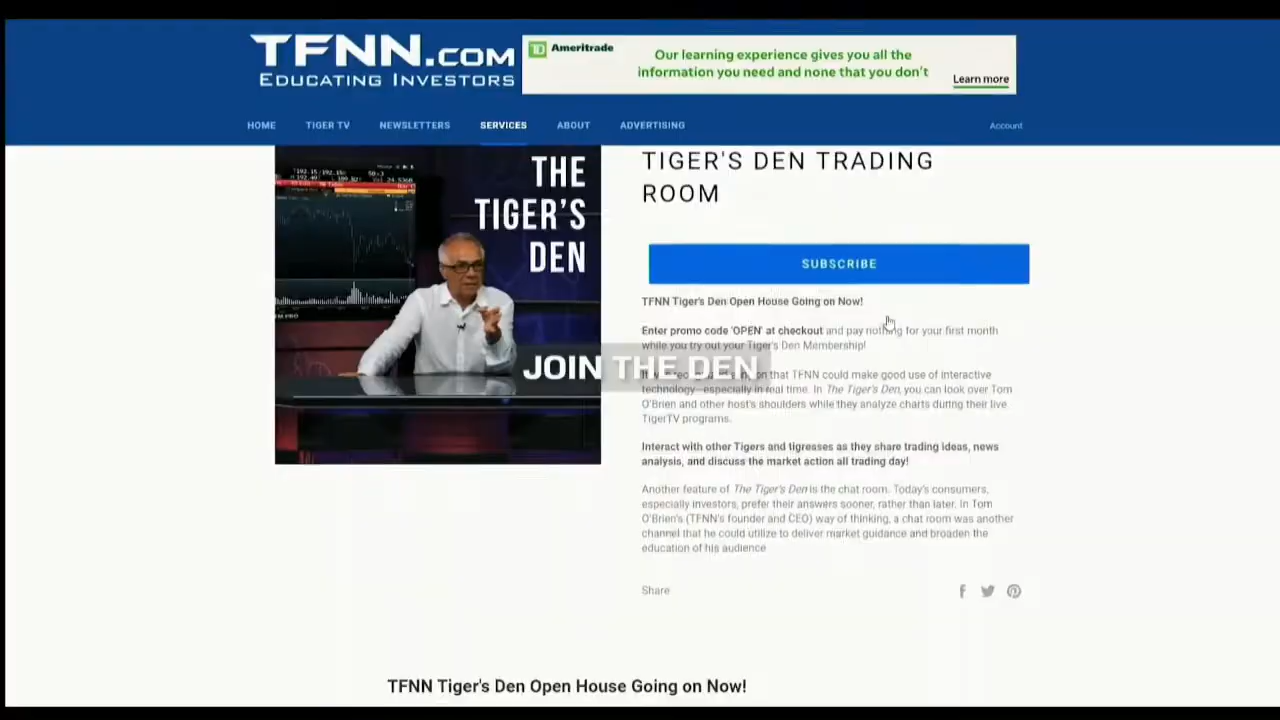 TFNN.COM
EDUCATING INVESTORS
TD Ameritrade
Our learning experience gives you all the
information you need and none that you don't
Learn more
HOME TIGER TV NEWSLETTERS SERVICES ABOUT ADVERTISING Account
THE
TIGER'S
DEN
TIGER'S DEN TRADING
ROOM
SUBSCRIBE
TFNN Tiger's Den Open House Going on Now!
Enter promo code 'OPEN' at checkout and pay nothing for your first month
while you try out your Tiger's Den Membership!
JOIN THE DEN
that TFNN could make good use of interactive
technology—especially in real time. In The Tiger's Den, you can look over Tom
O'Brien and other host's shoulders while they analyze charts during their live
TigerTV programs.
Interact with other Tigers and tigresses as they share trading ideas, news
analysis, and discuss the market action all trading day!
Another feature of The Tiger's Den is the chat room. Today's consumers,
especially investors, prefer their answers sooner, rather than later. In Tom
O'Brien's (TFNN's founder and CEO) way of thinking, a chat room was another
channel that he could utilize to deliver market guidance and broaden the
education of his audience
Share
TFNN Tiger's Den Open House Going on Now!